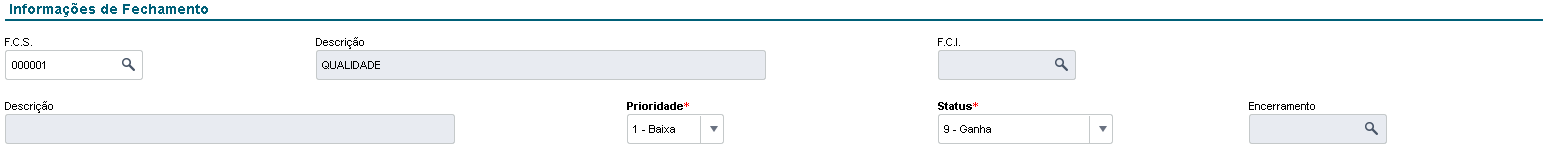 Informações de Fechamento
F.C.S. Descrição F.C.I.
000001 QUALIDADE
Descrição Prioridade* Status* Encerramento
1 - Baixa 9 - Ganha